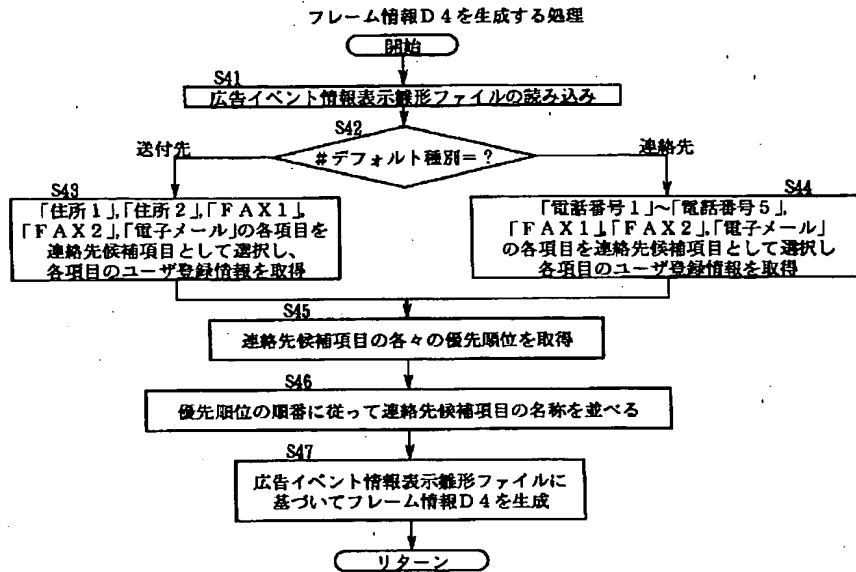 フレーム情報D4を生成する処理
開始
S41
広告イベント情報表示雛形ファイルの読み込み
S42
#デフォルト種別=?
送付先
連絡先
S43
「住所1」,「住所2」,「FAX1」,
「FAX2」,「電子メール」の各項目を
連絡先候補項目として選択し、
各項目のユーザ登録情報を取得
S44
「電話番号1」~「電話番号5」,
「FAX1」,「FAX2」,「電子メール」
の各項目を連絡先候補項目として選択し
各項目のユーザ登録情報を取得
S45
連絡先候補項目の各々の優先順位を取得
S46
優先順位の順番に従って連絡先候補項目の名称を並べる
S47
広告イベント情報表示雛形ファイルに
基づいてフレーム情報D4を生成
リターン